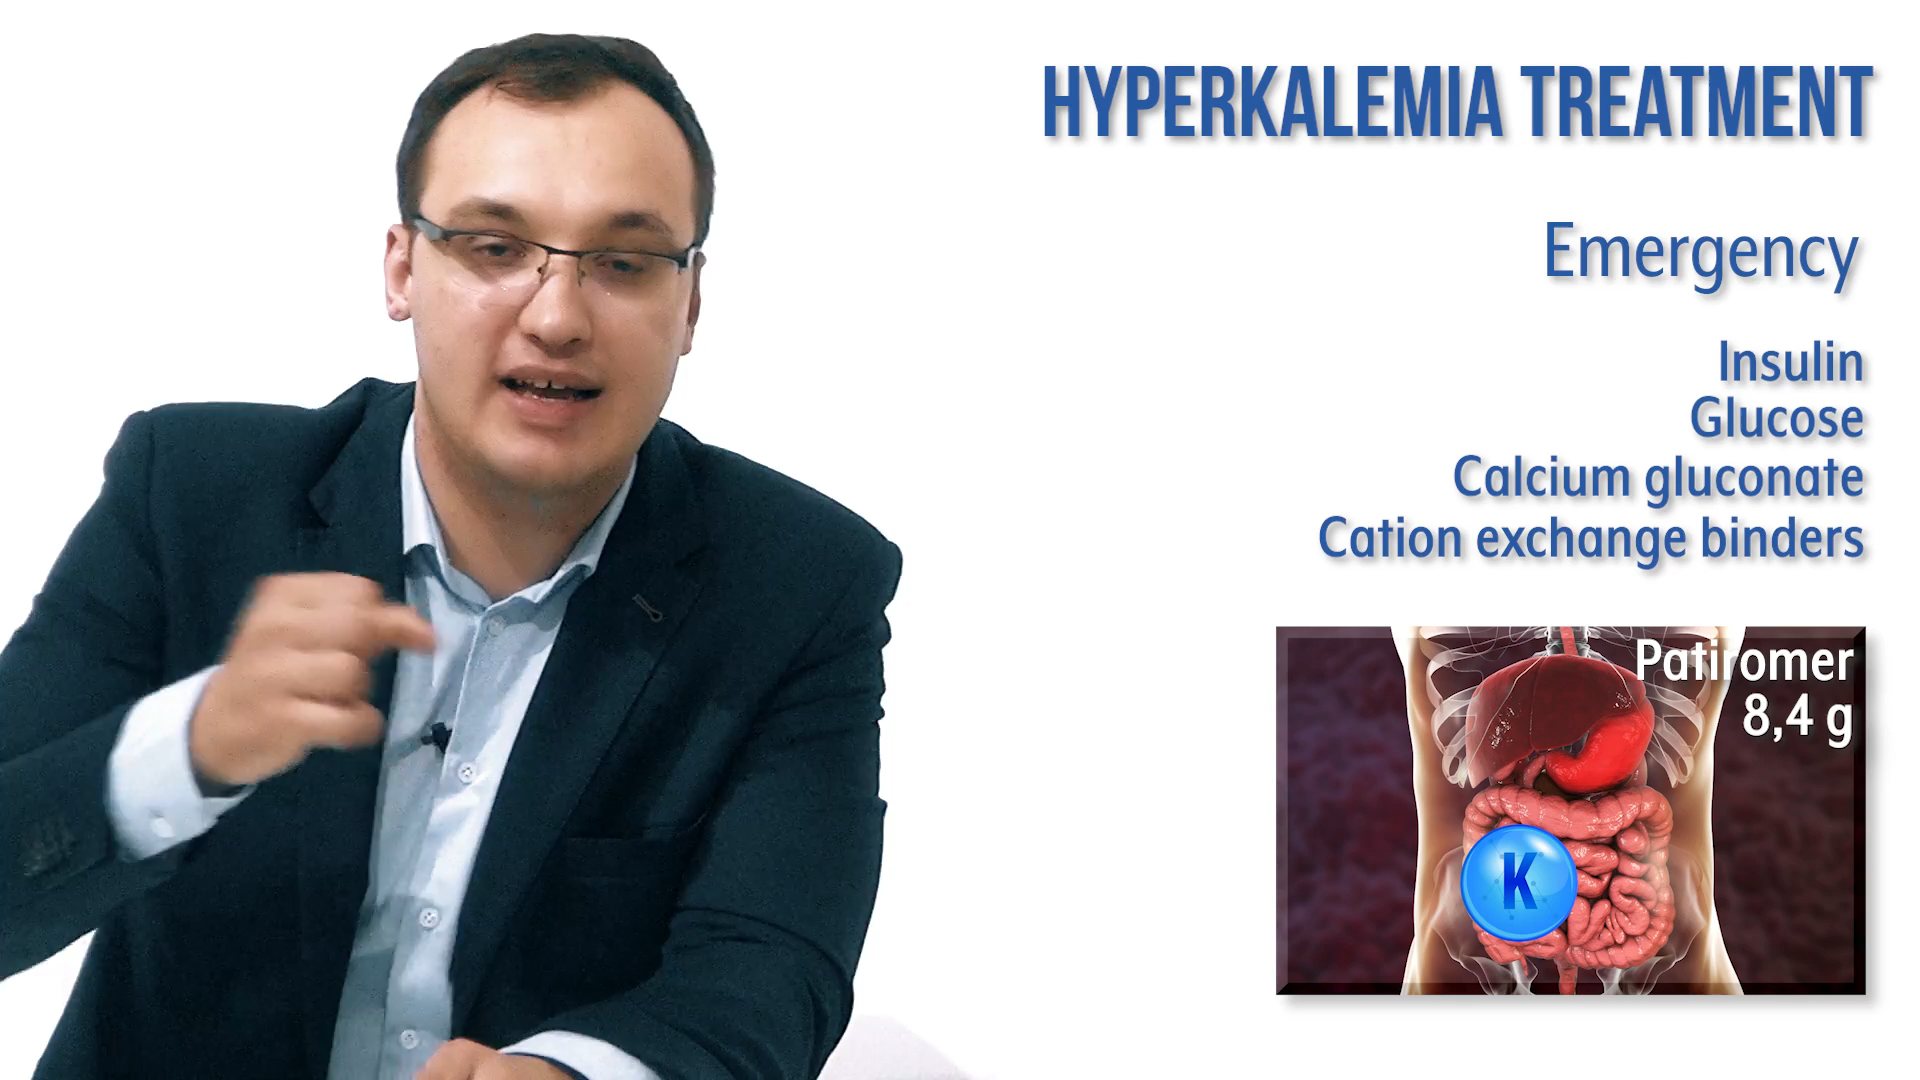 HYPERKALEMIA TREATMENT
Emergency
Insulin
Glucose
Calcium gluconate
Cation exchange binders
Patiromer
8,4 g
K